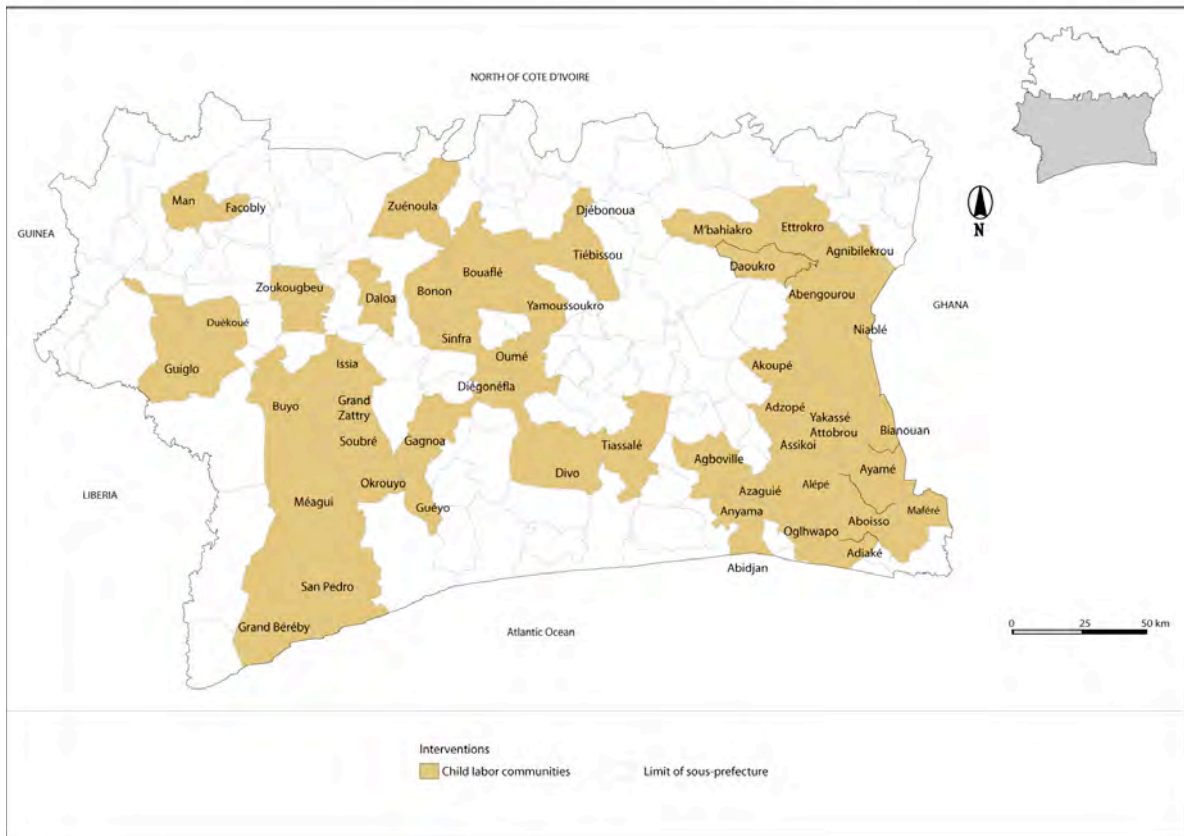 NORTH OF COTE D'IVOIRE
Man
Facobly
Zuénoula
Djébonoua
M'bahiakro
Ettrokro
N
GUINEA
Tiébissou
Agnibilekrou
Bouaflé
Daoukro
Zoukougbeu
Daloa
Bonon
Abengourou
Yamoussoukro
GHANA
Duékoué
Niablé
Sinfra
Oumé
Issia
Akoupé
Guiglo
Diégonéfla
Buyo
Grand
Zattry
Adzopé
Yakassé
Attobrou
Bianouan
Soubré
Gagnoa
Tiassalé
Assikoi
Agboville
Ayamé
Divo
Okrouyo
Alépé
Azaguié
LIBERIA
Méagui
Guéyo
Anyama
Maféré
Aboisso
Oglhwapo
Adiaké
Abidjan
San Pedro
Grand Béréby
Atlantic Ocean
0 25 50 km
Interventions
Child labor communities
Limit of sous-prefecture